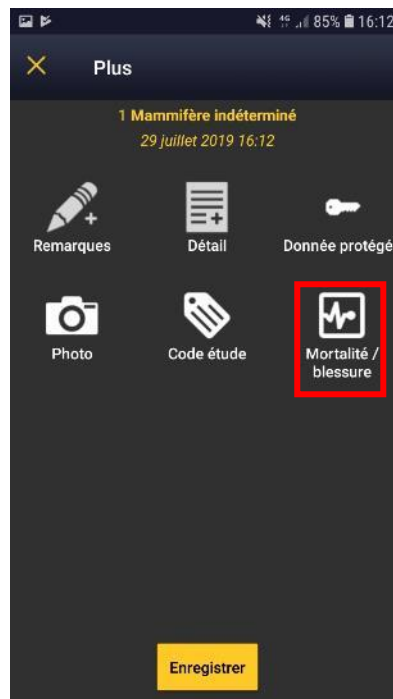 85% 16:12
Plus
1 Mammifère indéterminé
29 juillet 2019 16:12
Remarques
Détail
Donnée protégé
Photo
Code étude
Mortalité /
blessure
Enregistrer